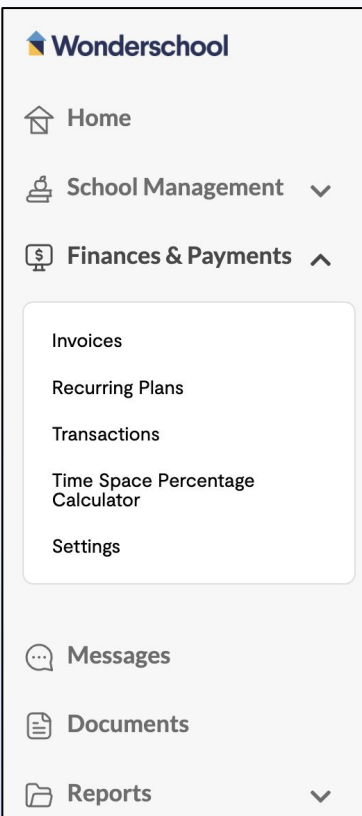 Wonderschool
Home
School Management
$
Finances & Payments
Invoices
Recurring Plans
Transactions
Time Space Percentage
Calculator
Settings
Messages
Documents
Reports